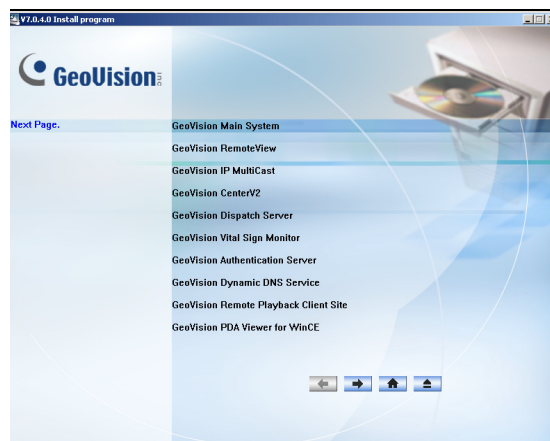 V7.0.4.0 Install program
GeoVision inc
Next Page.
GeoVision Main System
GeoVision RemoteView
GeoVision IP MultiCast
GeoVision CenterV2
GeoVision Dispatch Server
GeoVision Vital Sign Monitor
GeoVision Authentication Server
GeoVision Dynamic DNS Service
GeoVision Remote Playback Client Site
GeoVision PDA Viewer for WinCE